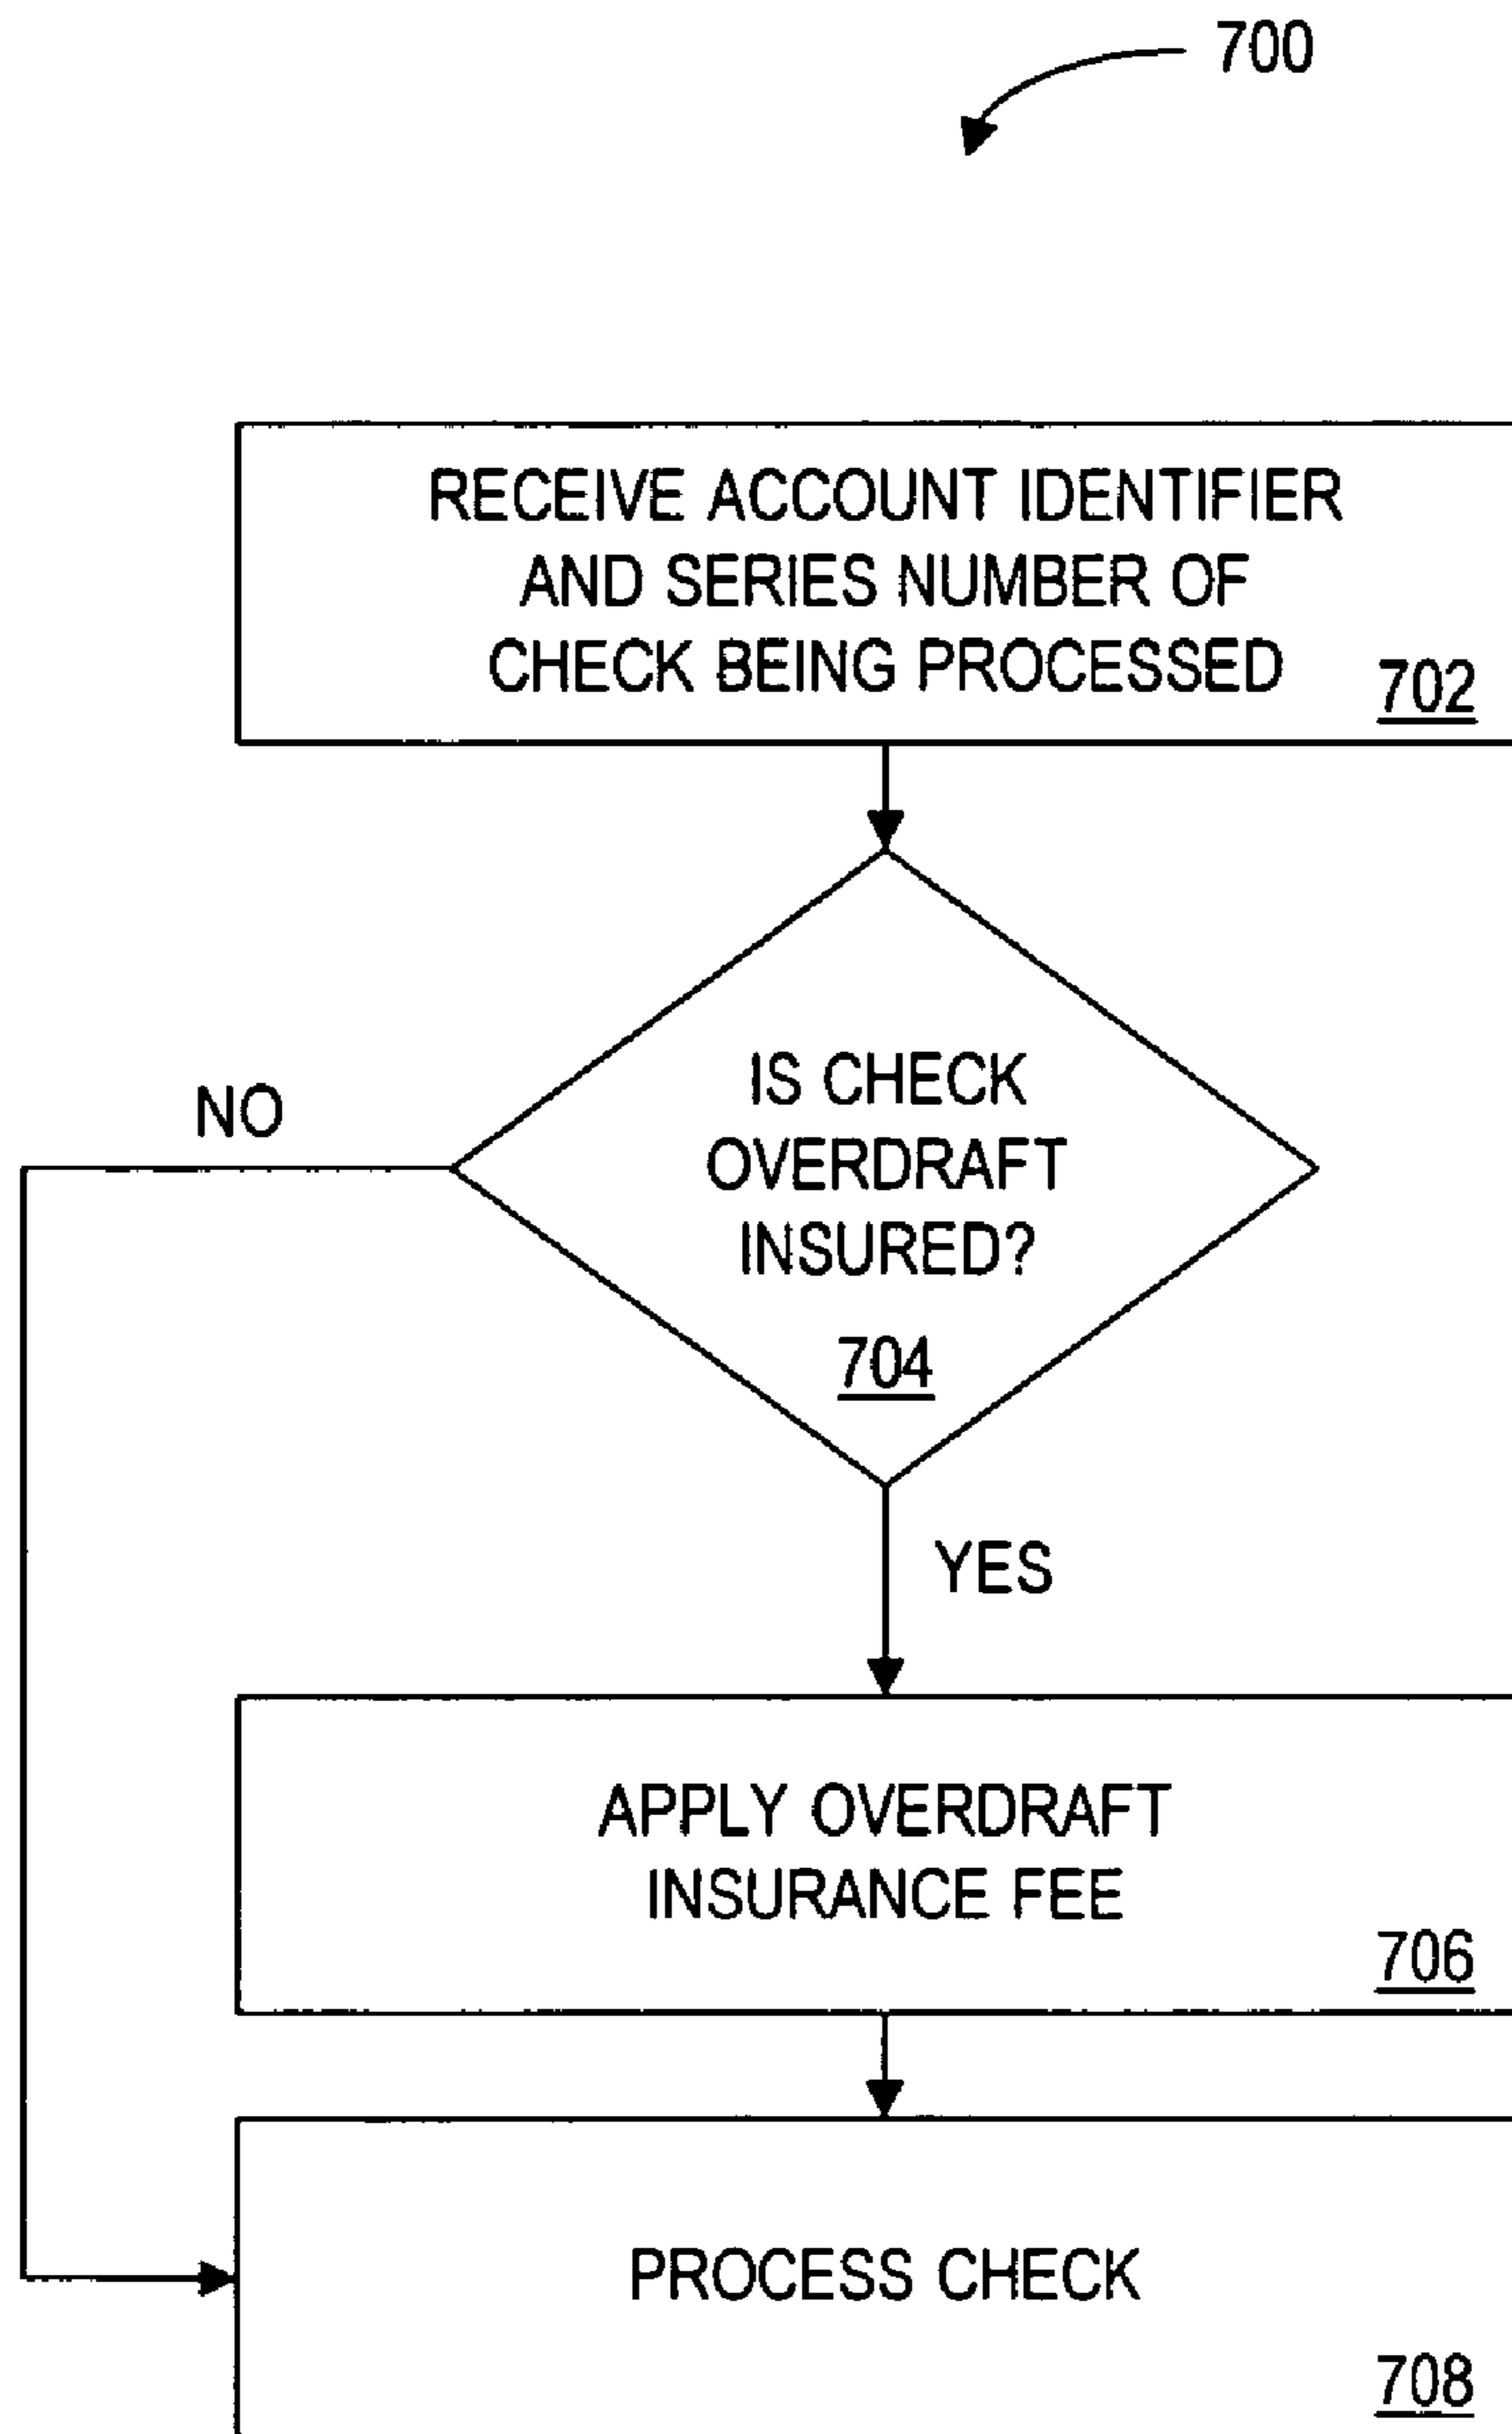 700
RECEIVE ACCOUNT IDENTIFIER
AND SERIES NUMBER OF
CHECK BEING PROCESSED
702
IS CHECK
OVERDRAFT
INSURED?
704
NO
YES
APPLY OVERDRAFT
INSURANCE FEE
706
PROCESS CHECK
708